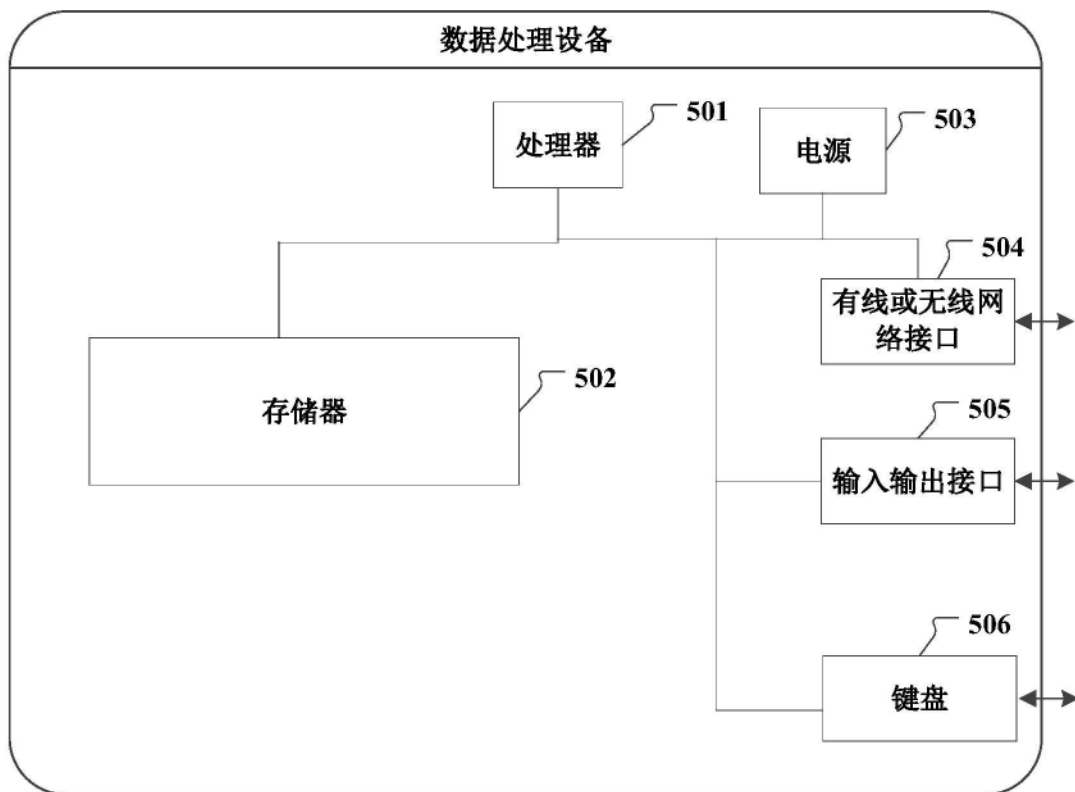 数据处理设备
处理器
501
电源
503
504
有线或无线网
络接口
存储器
502
505
输入输出接口
506
键盘